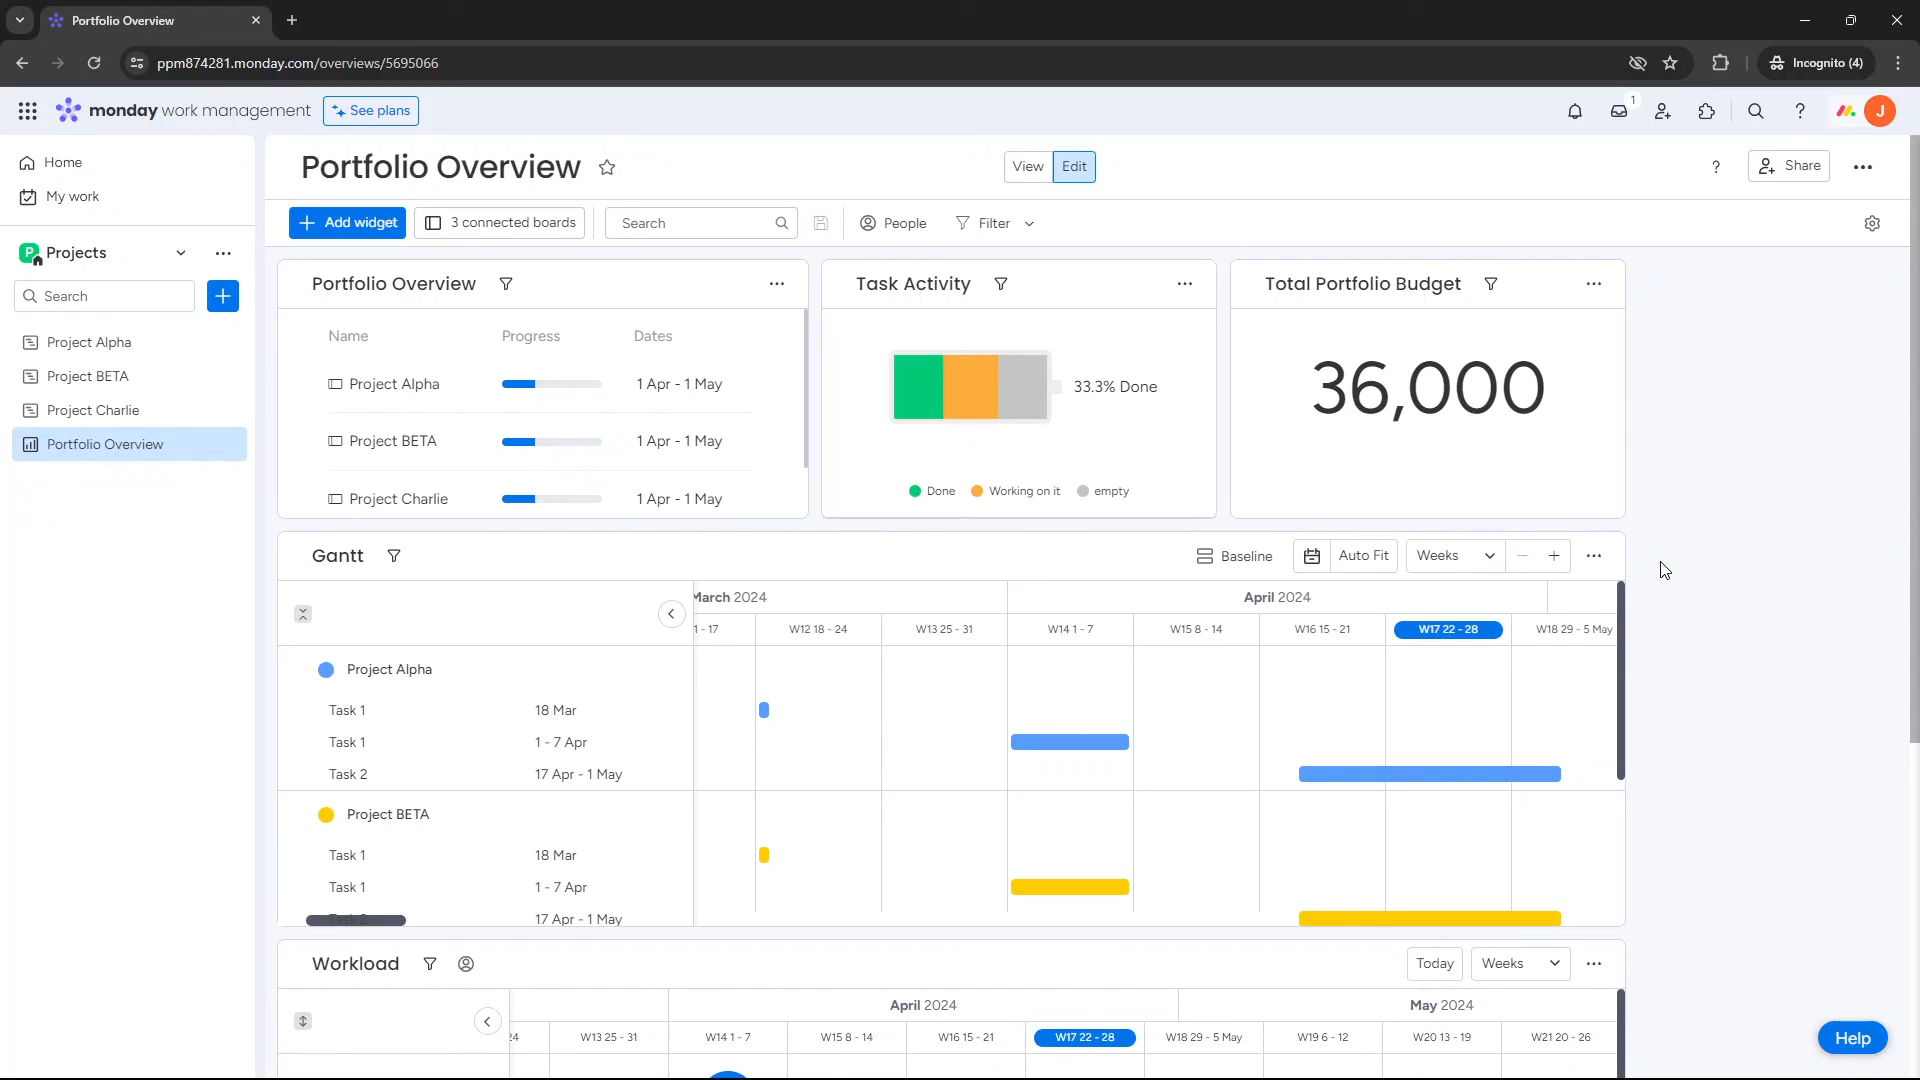 Portfolio Overview
ppm874281.monday.com/overviews/5695066
Incognito (4)
monday work management
See plans
1
J
Home
My work
P
Projects
Search
Project Alpha
Project BETA
Project Charlie
Portfolio Overview
Portfolio Overview
View
Edit
?
Share
Add widget
3 connected boards
Search
People
Filter
Portfolio Overview
Name Progress Dates
Project Alpha 1 Apr - 1 May
Project BETA 1 Apr - 1 May
Project Charlie 1 Apr - 1 May
Task Activity
33.3% Done
Done Working on it empty
Total Portfolio Budget
36,000
Gantt
Baseline
Auto Fit
Weeks
March 2024 April 2024
1 - 17 W12 18 - 24 W13 25 - 31 W14 1 - 7 W15 8 - 14 W16 15 - 21 W17 22 - 28 W18 29 - 5 May
Project Alpha
Task 1 18 Mar
Task 1 1 - 7 Apr
Task 2 17 Apr - 1 May
Project BETA
Task 1 18 Mar
Task 1 1 - 7 Apr
Task 2 17 Apr - 1 May
Workload
Today
Weeks
April 2024 May 2024
24 W13 25 - 31 W14 1 - 7 W15 8 - 14 W16 15 - 21 W17 22 - 28 W18 29 - 5 May W19 6 - 12 W20 13 - 19 W21 20 - 26
Help